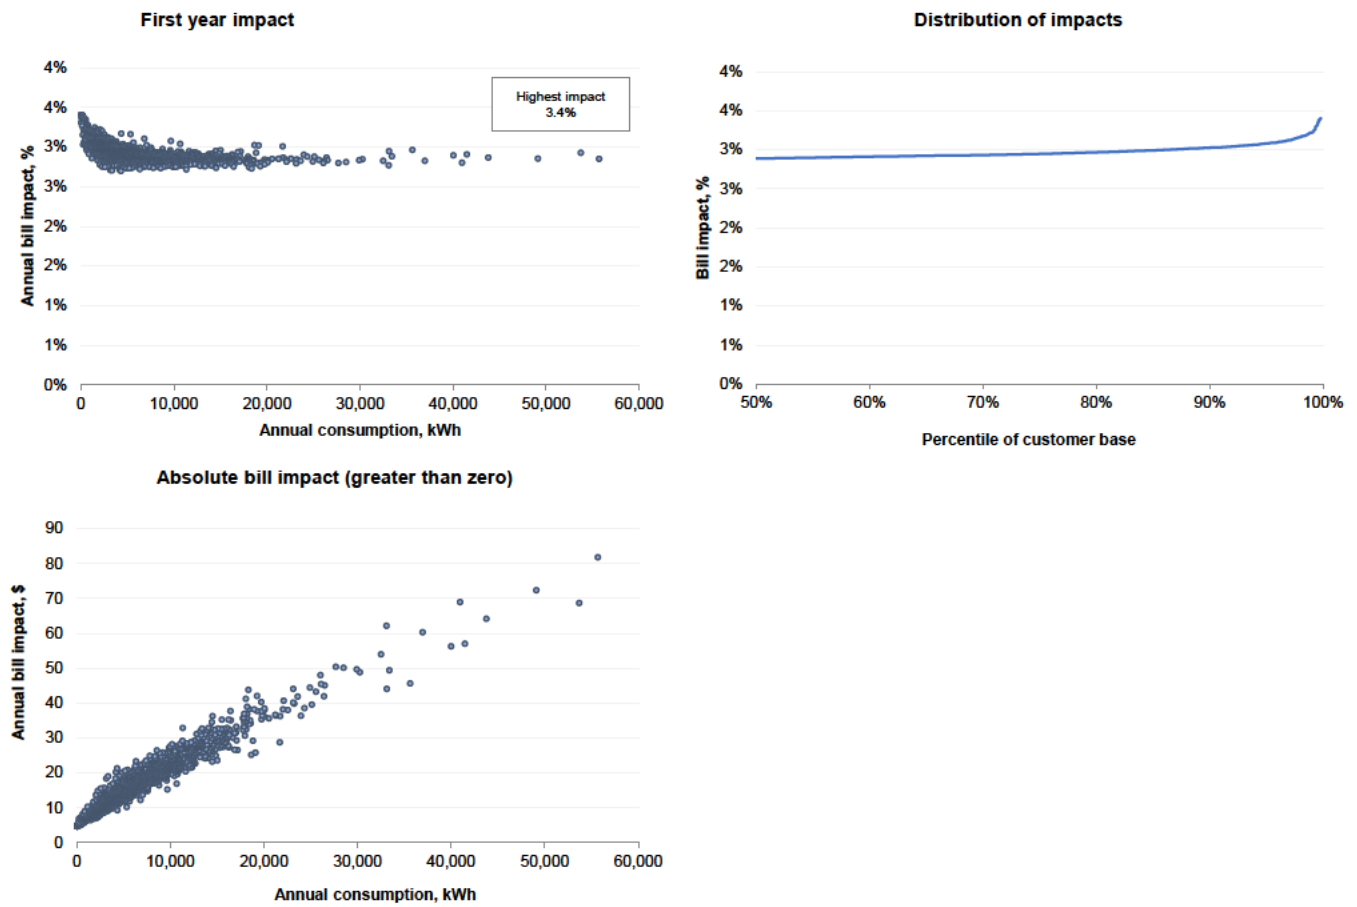 First year impact
4%
4%
3%
3%
2%
2%
1%
1%
0%
Annual bill impact, %
Highest impact
3.4%
0 10,000 20,000 30,000 40,000 50,000 60,000
Annual consumption, kWh
Distribution of impacts
4%
4%
3%
3%
2%
2%
1%
1%
0%
Bill impact, %
50% 60% 70% 80% 90% 100%
Percentile of customer base
Absolute bill impact (greater than zero)
90
80
70
60
50
40
30
20
10
0
Annual bill impact, $
0 10,000 20,000 30,000 40,000 50,000 60,000
Annual consumption, kWh